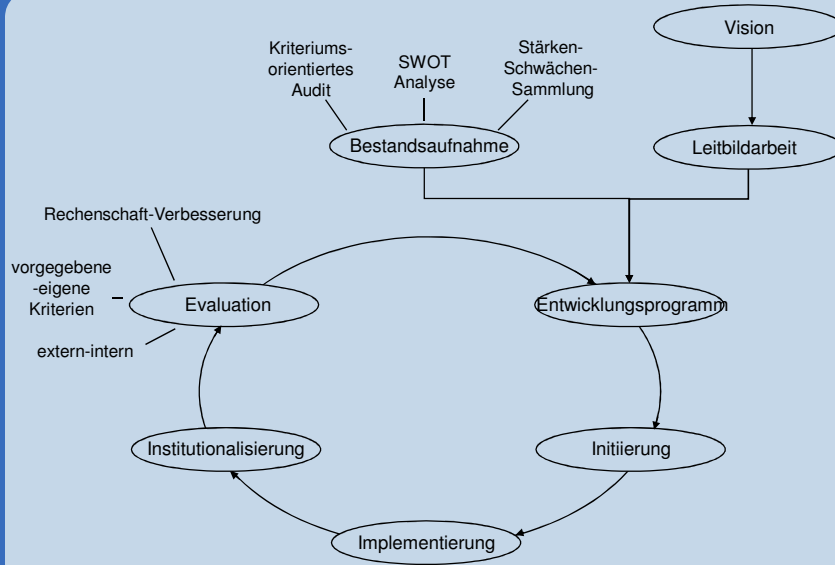 Vision
Kriteriums-
orientiertes
Audit
SWOT
Analyse
Stärken-
Schwächen-
Sammlung
Bestandsaufnahme
Leitbildarbeit
Rechenschaft-Verbesserung
vorgegebene
-eigene
Kriterien
extern-intern
Evaluation
Entwicklungsprogramm
Institutionalisierung
Initiierung
Implementierung